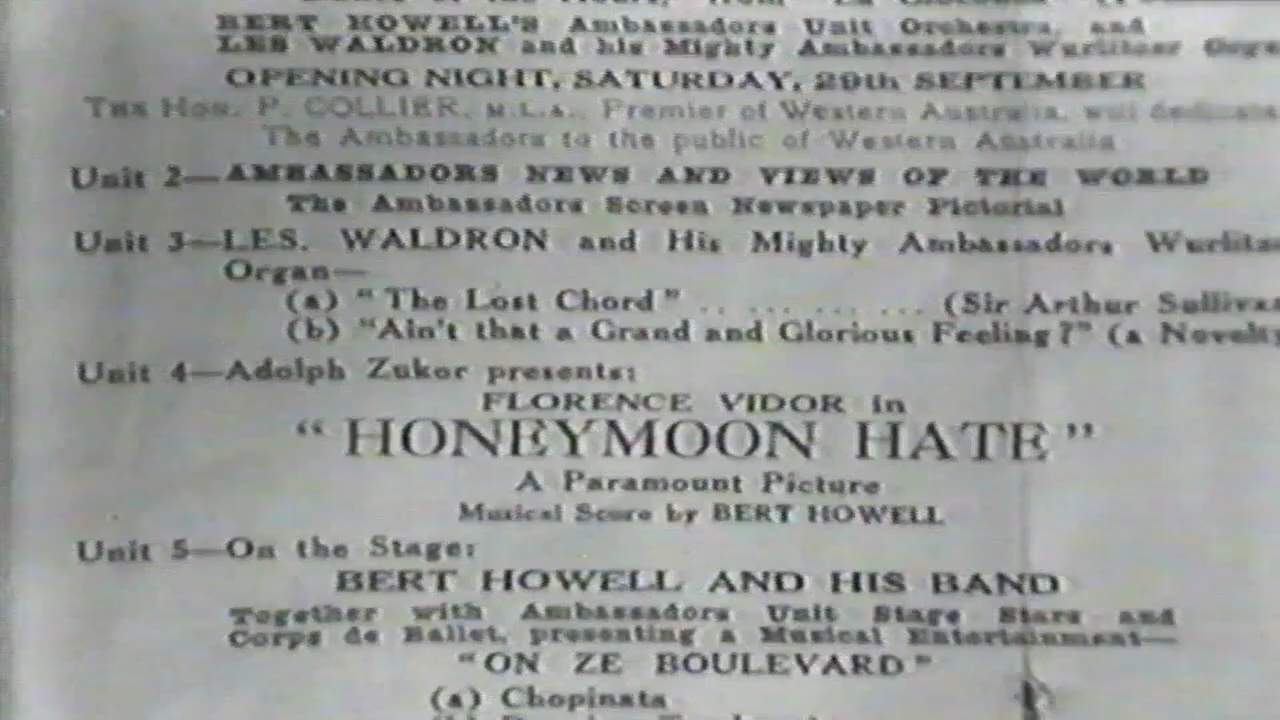 BERT HOWELL'S Ambassadors Unit Orchestra, and
LES WALDRON and his Mighty Ambassadors Wurlitzer
OPENING NIGHT, SATURDAY, 29th SEPTEMBER
THE HON. P. COLLIER, M.L.A., Premier of Western Australia, will dedicate
The Ambassadors to the public of Western Australia
Unit 2—AMBASSADORS NEWS AND VIEWS OF THE WORLD
The Ambassadors Screen Newspaper Pictorial
Unit 3—LES. WALDRON and His Mighty Ambassadors
Organ—
(a) "The Lost Chord" .. ... ... ... (Sir Arthur
(b) "Ain't that a Grand and Glorious Feeling?" (a
Unit 4—Adolph Zukor presents:
FLORENCE VIDOR in
"HONEYMOON HATE"
A Paramount Picture
Musical Score by BERT HOWELL
Unit 5—On the Stage:
BERT HOWELL AND HIS BAND
Together with Ambassadors Unit Stage Stars and
Corps de Ballet, presenting a Musical Entertainment—
"ON ZE BOULEVARD"
(a) Chopinata